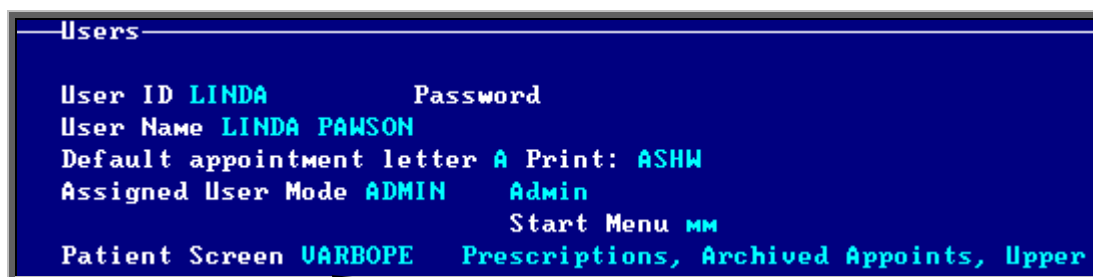 Users
User ID LINDA Password
User Name LINDA PAWSON
Default appointment letter A Print: ASHW
Assigned User Mode ADMIN Admin
Start Menu MM
Patient Screen VARBOPE Prescriptions, Archived Appoints, Upper